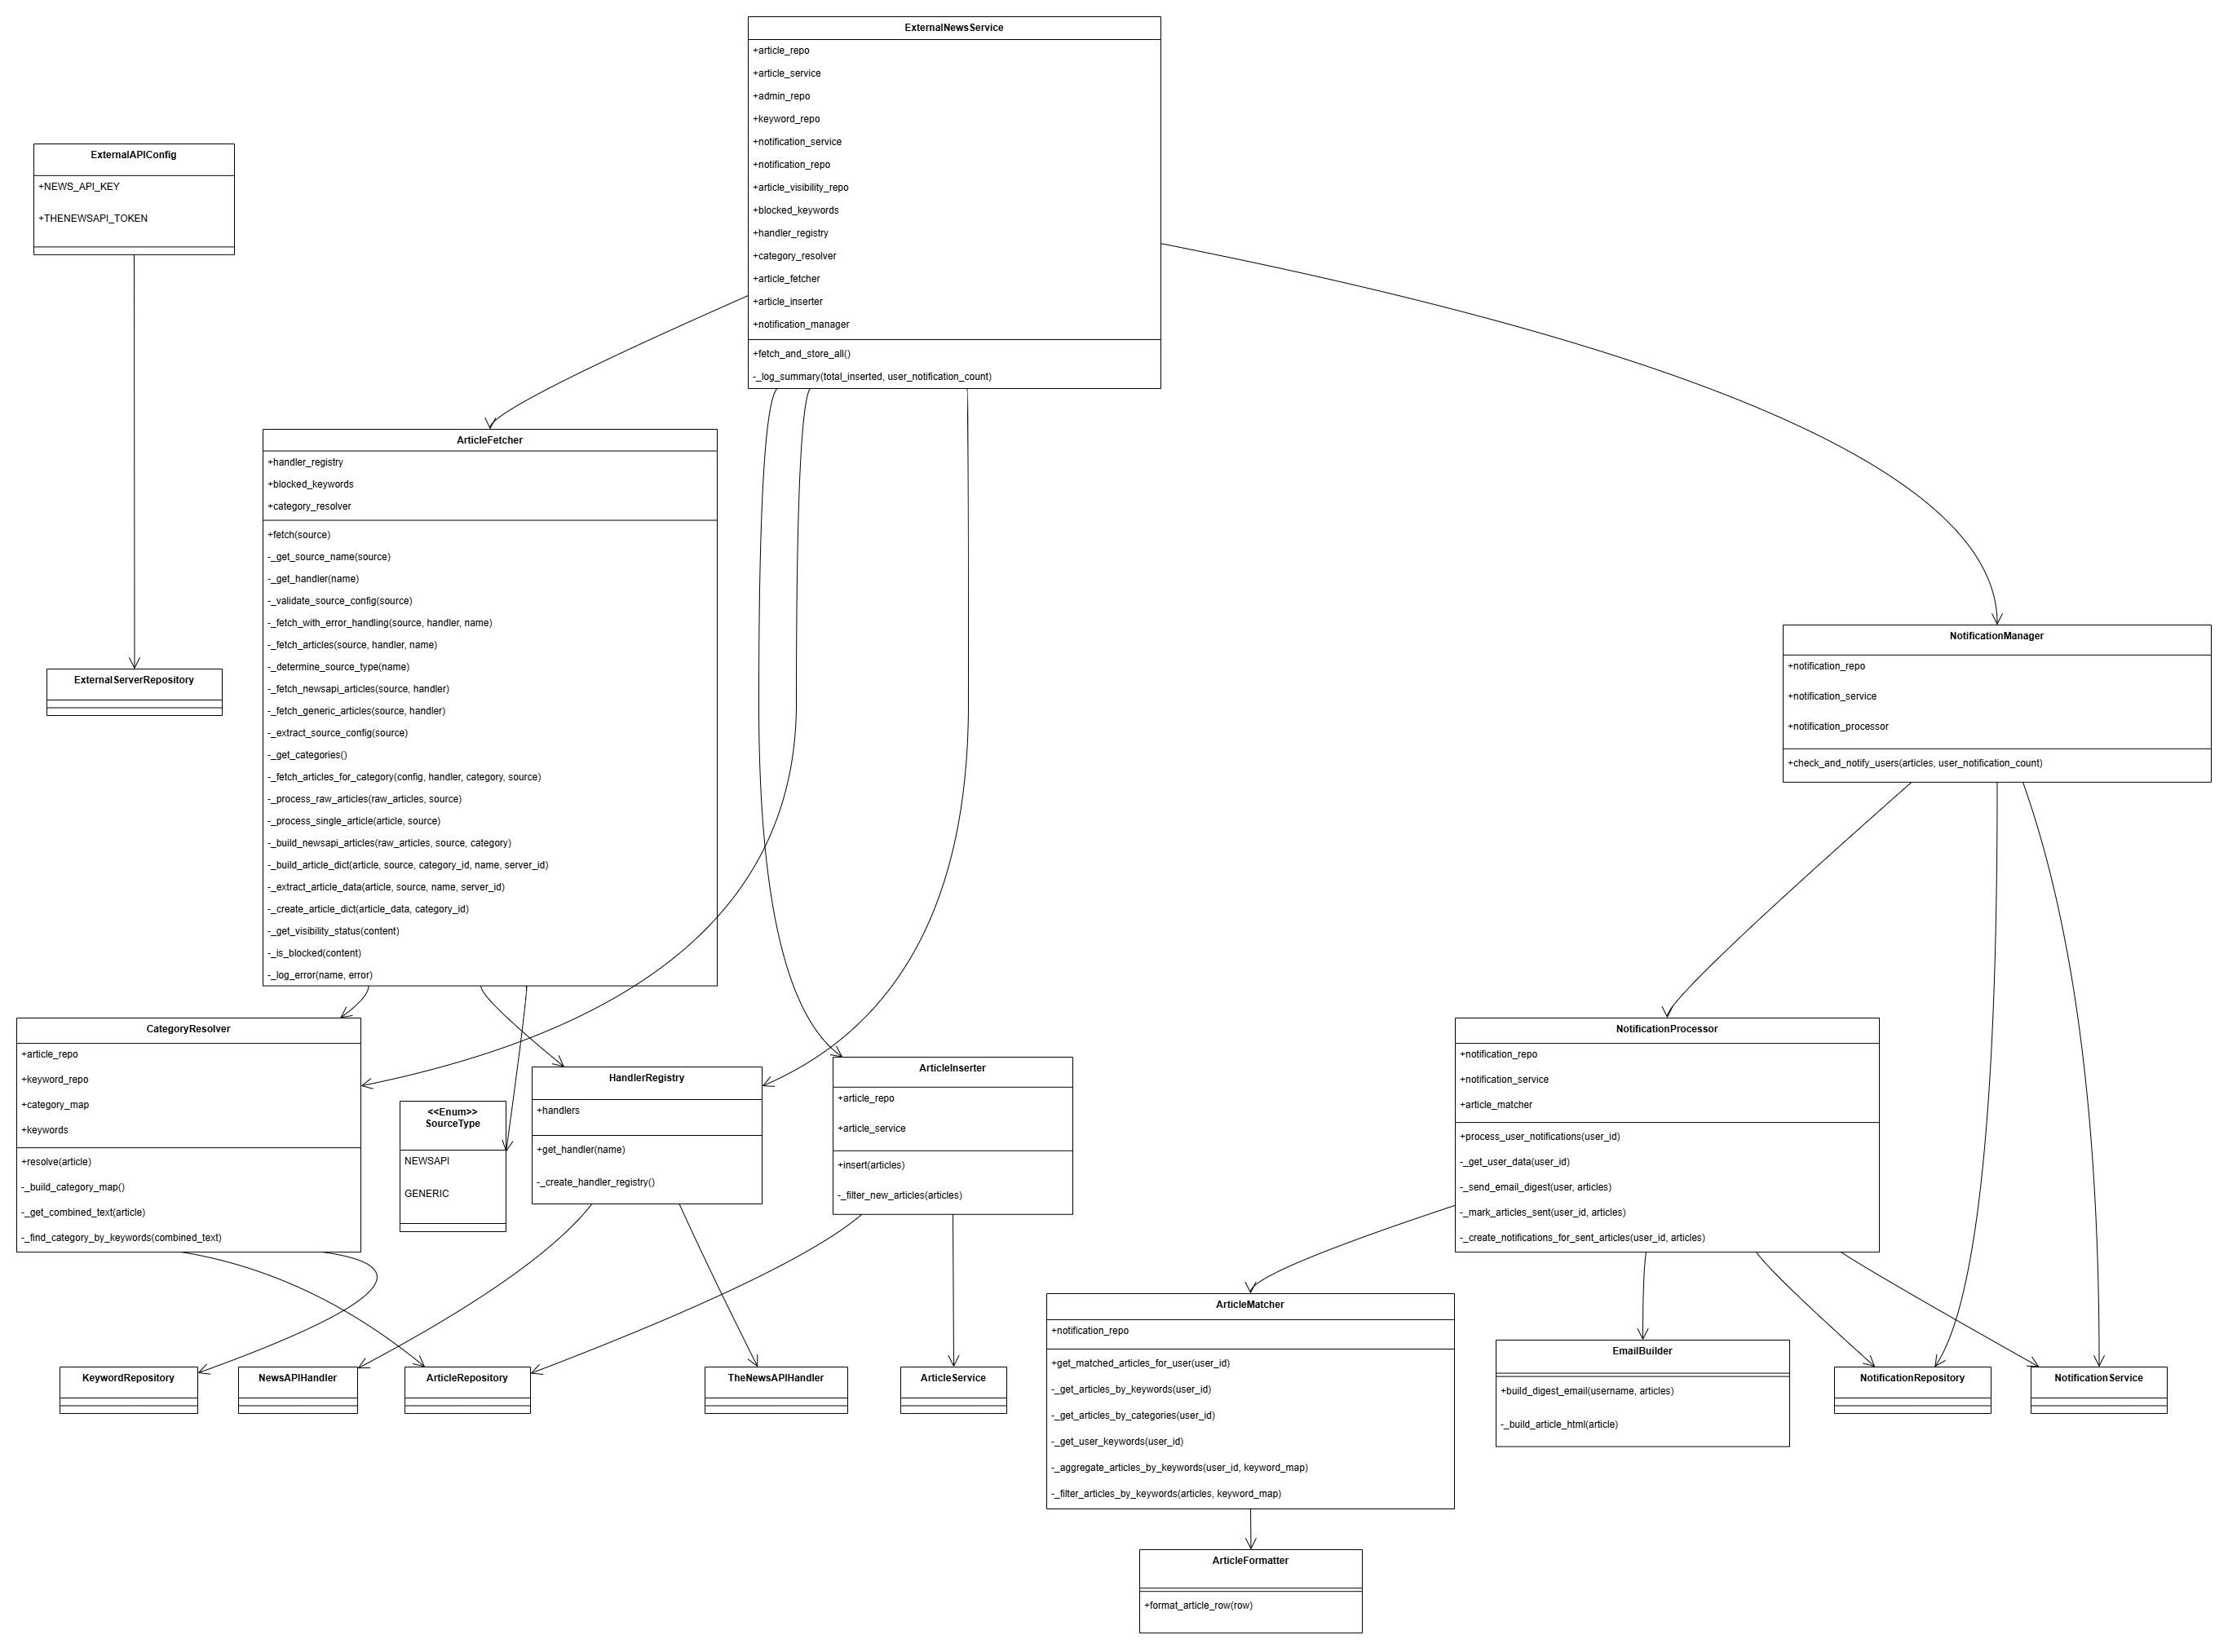 ExternalNewsService
+article_repo
+article_service
+admin_repo
+keyword_repo
+notification_service
+notification_repo
+article_visibility_repo
+blocked_keywords
+handler_registry
+category_resolver
+article_fetcher
+article_inserter
+notification_manager
+fetch_and_store_all()
-_log_summary(total_inserted, user_notification_count)
ExternalAPIConfig
+NEWS_API_KEY
+THENEWSAPI_TOKEN
ExternalServerRepository
ArticleFetcher
+handler_registry
+blocked_keywords
+category_resolver
+fetch(source)
-_get_source_name(source)
-_get_handler(name)
-_validate_source_config(source)
-_fetch_with_error_handling(source, handler, name)
-_fetch_articles(source, handler, name)
-_determine_source_type(name)
-_fetch_newsapi_articles(source, handler)
-_fetch_generic_articles(source, handler)
-_extract_source_config(source)
-_get_categories()
-_fetch_articles_for_category(config, handler, category, source)
-_process_raw_articles(raw_articles, source)
-_process_single_article(article, source)
-_build_newsapi_articles(raw_articles, source, category)
-_build_article_dict(article, source, category_id, name, server_id)
-_extract_article_data(article, source, name, server_id)
-_create_article_dict(article_data, category_id)
-_get_visibility_status(content)
-_is_blocked(content)
-_log_error(name, error)
NotificationManager
+notification_repo
+notification_service
+notification_processor
+check_and_notify_users(articles, user_notification_count)
CategoryResolver
+article_repo
+keyword_repo
+category_map
+keywords
+resolve(article)
-_build_category_map()
-_get_combined_text(article)
-_find_category_by_keywords(combined_text)
<<Enum>>
SourceType
NEWSAPI
GENERIC
HandlerRegistry
+handlers
+get_handler(name)
-_create_handler_registry()
ArticleInserter
+article_repo
+article_service
+insert(articles)
-_filter_new_articles(articles)
NotificationProcessor
+notification_repo
+notification_service
+article_matcher
+process_user_notifications(user_id)
-_get_user_data(user_id)
-_send_email_digest(user, articles)
-_mark_articles_sent(user_id, articles)
-_create_notifications_for_sent_articles(user_id, articles)
KeywordRepository
NewsAPIHandler
ArticleRepository
TheNewsAPIHandler
ArticleService
ArticleMatcher
+notification_repo
+get_matched_articles_for_user(user_id)
-_get_articles_by_keywords(user_id)
-_get_articles_by_categories(user_id)
-_get_user_keywords(user_id)
-_aggregate_articles_by_keywords(user_id, keyword_map)
-_filter_articles_by_keywords(articles, keyword_map)
EmailBuilder
+build_digest_email(username, articles)
-_build_article_html(article)
NotificationRepository
NotificationService
ArticleFormatter
+format_article_row(row)